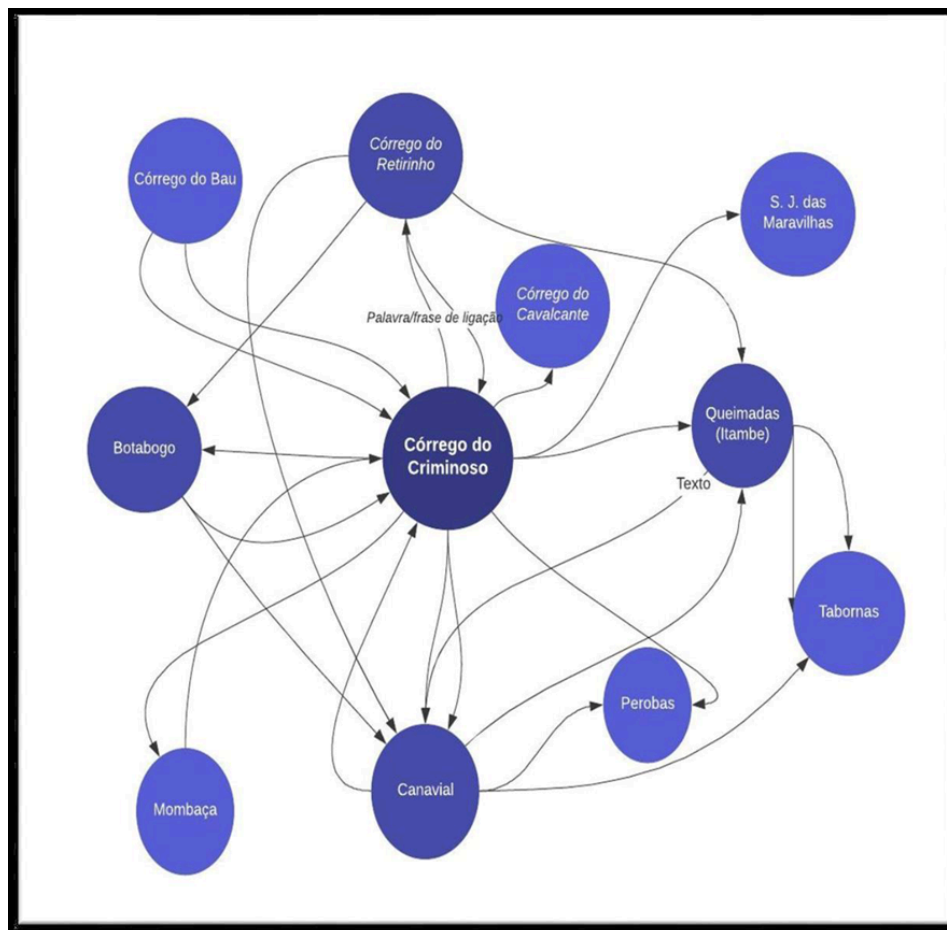 Córrego do
Retirinho
Córrego do Bau
S. J. das
Maravilhas
Córrego do
Cavalcante
Palavra/frase de ligação
Queimadas
(Itambe)
Botabogo
Córrego do
Criminoso
Texto
Tabornas
Perobas
Canavial
Mombaça